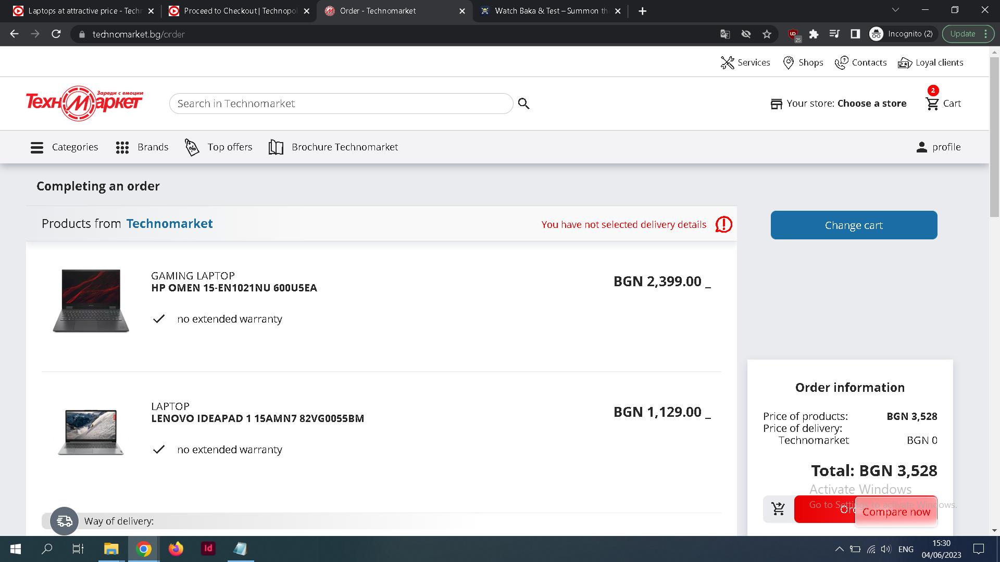 Laptops at attractive price - Techn
Proceed to Checkout | Technopol
Order - Technomarket
Watch Baka & Test – Summon th
technomarket.bg/order
25
Incognito (2)
Update
Services
Shops
Contacts
Loyal clients
Зареди с емоции
ТехноМаркет
Search in Technomarket
Your store: Choose a store
2
Cart
Categories
Brands
Top offers
Brochure Technomarket
profile
Completing an order
Products from Technomarket
You have not selected delivery details
Change cart
GAMING LAPTOP
HP OMEN 15-EN1021NU 600U5EA
BGN 2,399.00 _
no extended warranty
LAPTOP
LENOVO IDEAPAD 1 15AMN7 82VG0055BM
BGN 1,129.00 _
no extended warranty
Order information
Price of products: BGN 3,528
Price of delivery:
Technomarket BGN 0
Total: BGN 3,528
Activate Windows
Go to Settings to activate Windows.
Compare now
Way of delivery:
Id
ENG
15:30
04/06/2023